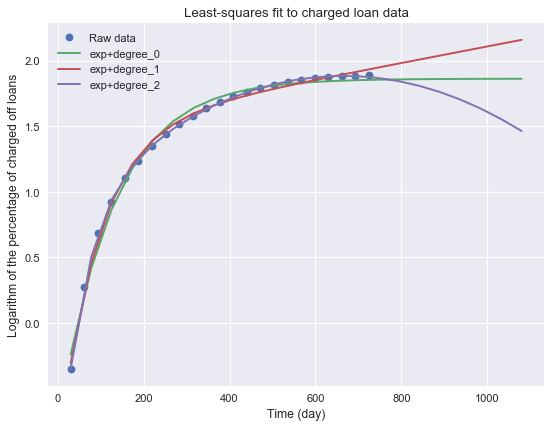 Least-squares fit to charged loan data
Raw data
exp+degree_0
exp+degree_1
exp+degree_2
Logarithm of the percentage of charged off loans
2.0
1.5
1.0
0.5
0.0
0 200 400 600 800 1000
Time (day)